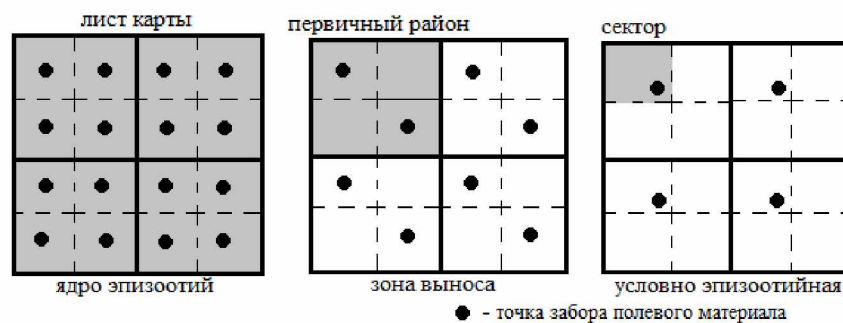 лист карты
первичный район
сектор
ядро эпизоотий
зона выноса
условно эпизоотийная
- точка забора полевого материала